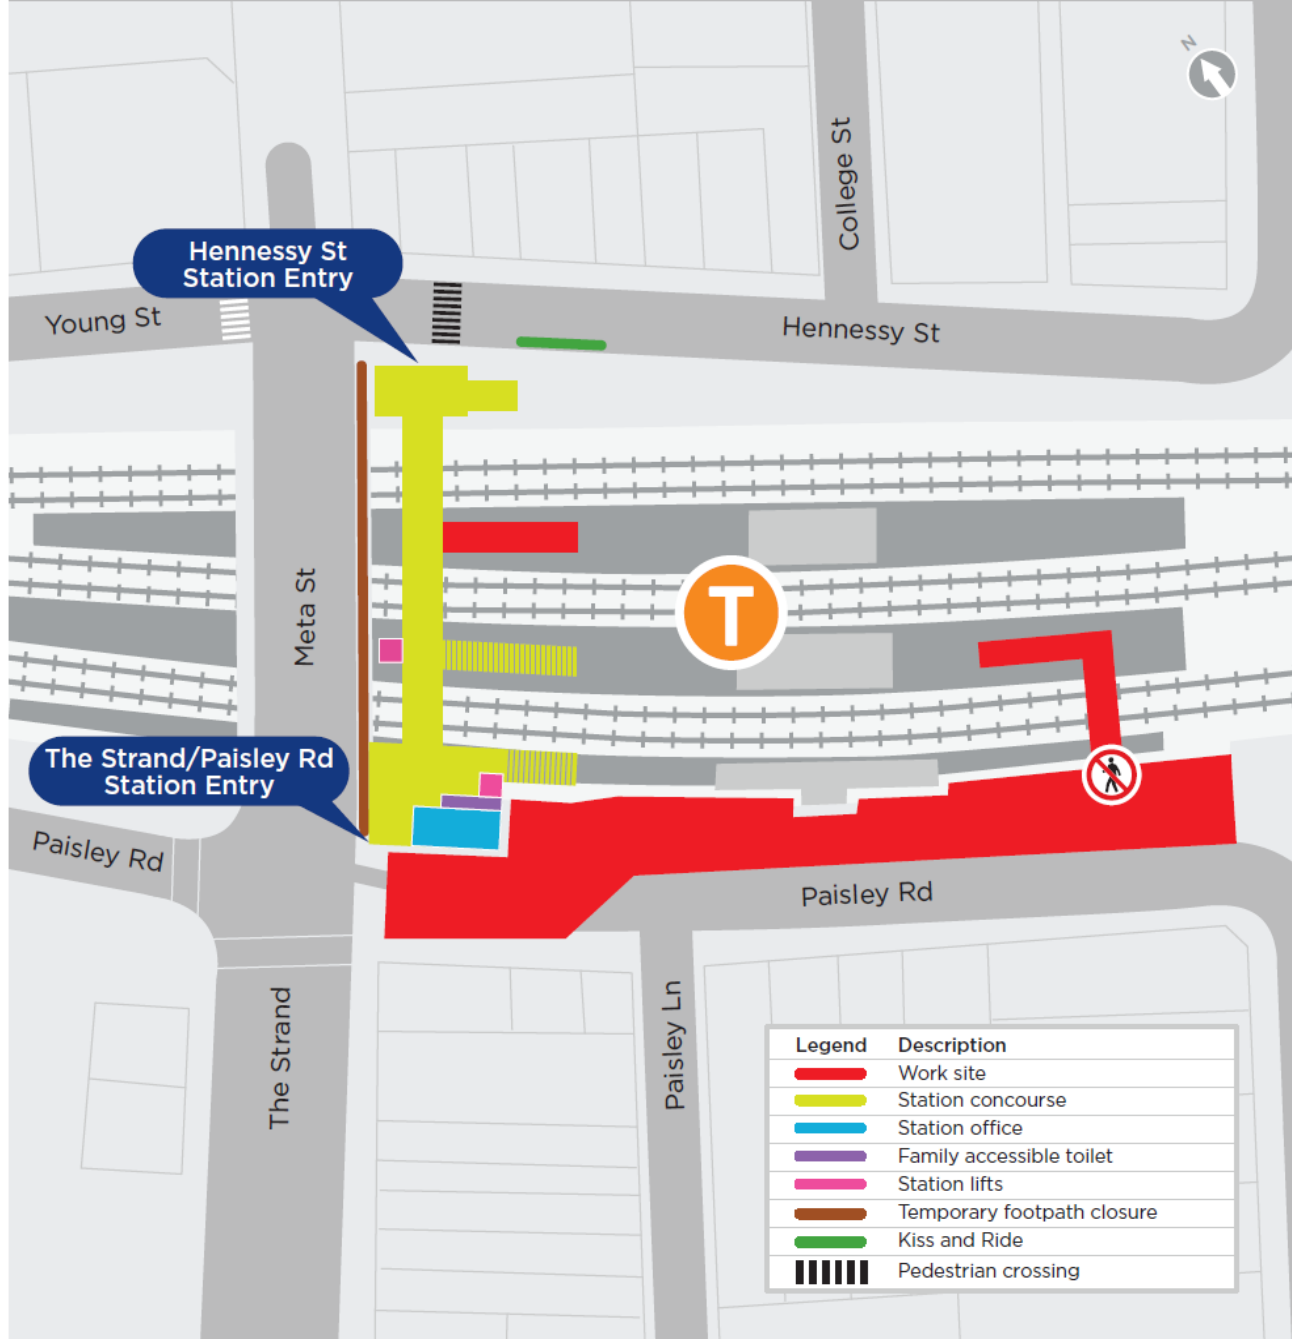 N
College St
Hennessy St
Station Entry
Young St
Hennessy St
Meta St
T
The Strand/Paisley Rd
Station Entry
Paisley Rd
Paisley Rd
The Strand
Paisley Ln
Legend Description
Work site
Station concourse
Station office
Family accessible toilet
Station lifts
Temporary footpath closure
Kiss and Ride
Pedestrian crossing